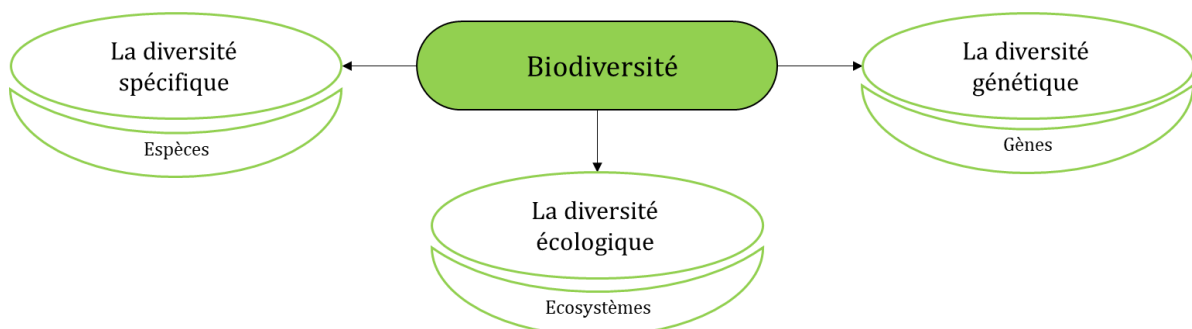 La diversité
spécifique
Espèces
Biodiversité
La diversité
génétique
Gènes
La diversité
écologique
Ecosystèmes